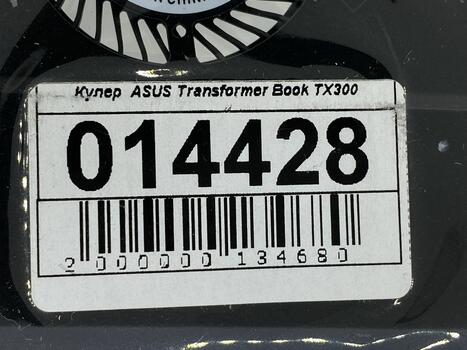 Кулер ASUS Transformer Book TX300
014428
2 000000 134680